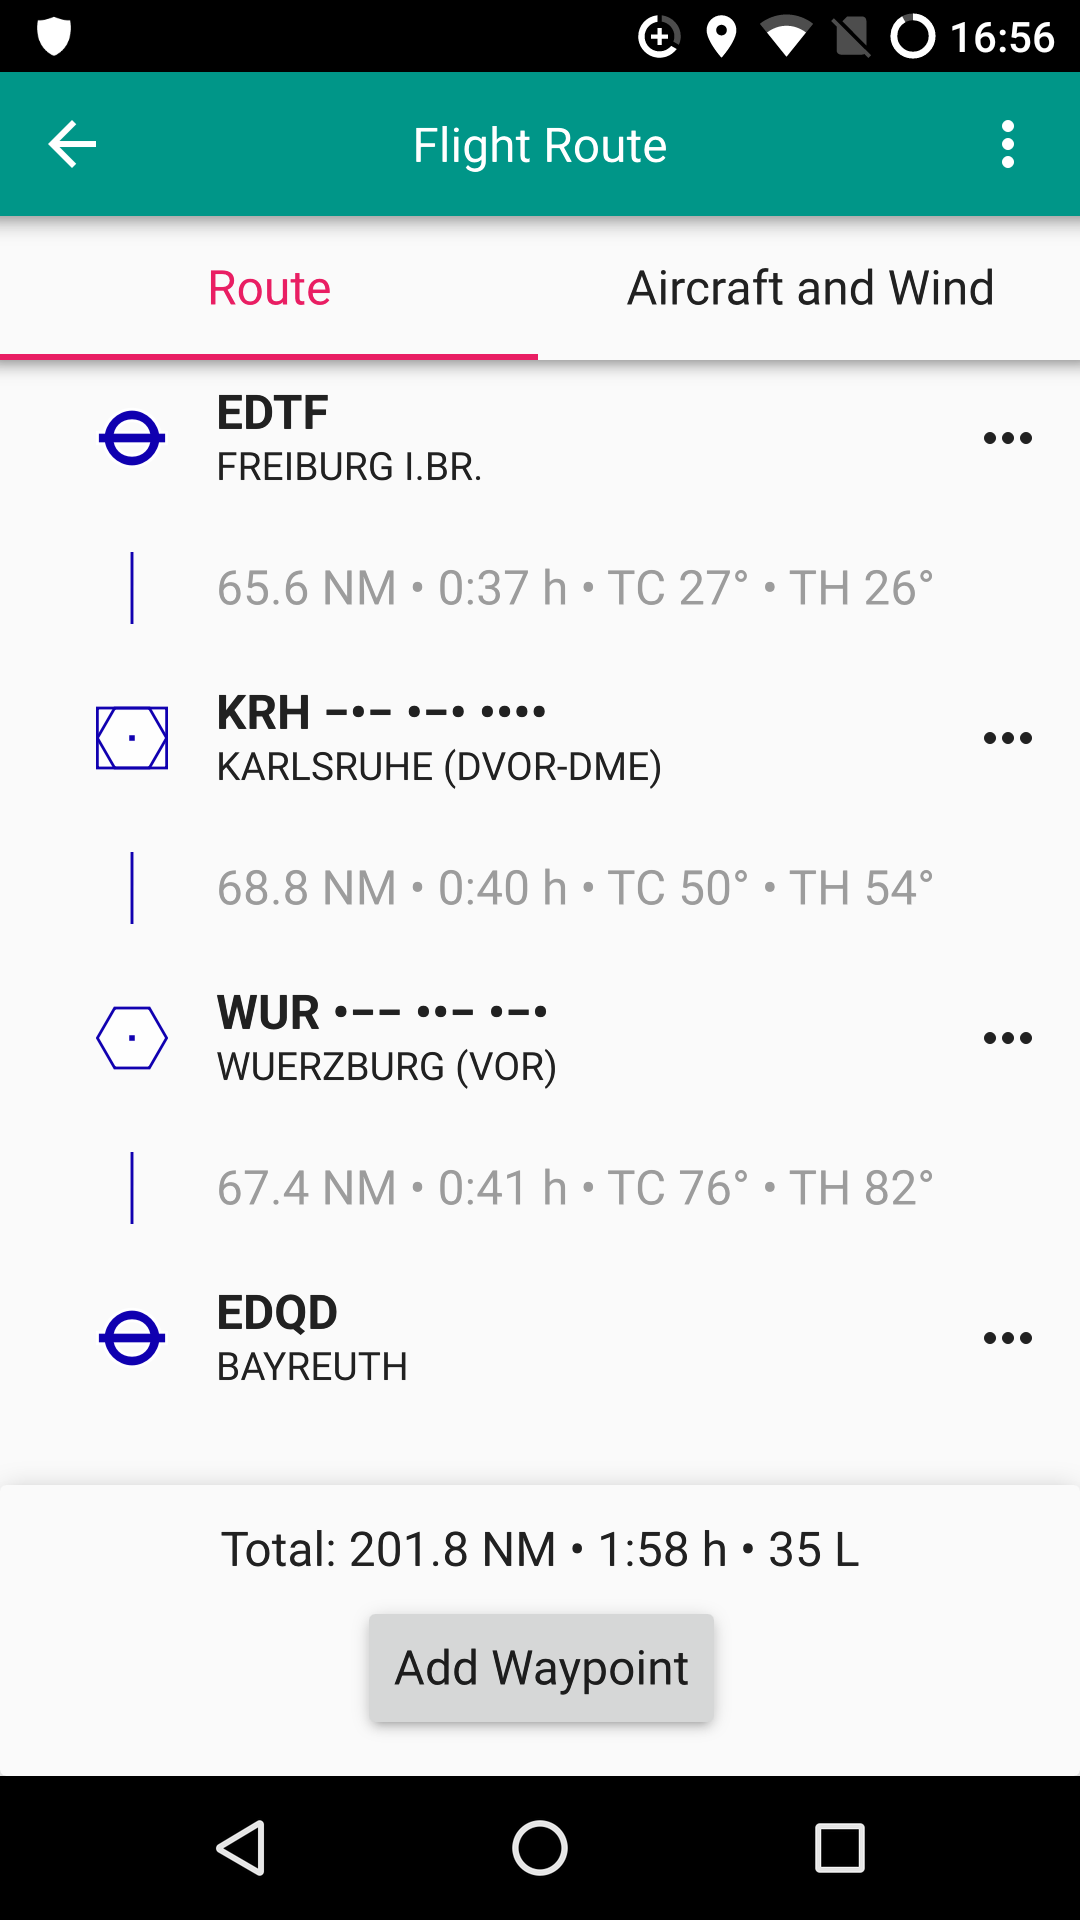 16:56
Flight Route
Route
Aircraft and Wind
EDTF
FREIBURG I.BR.
65.6 NM • 0:37 h • TC 27° • TH 26°
KRH −•− •−• ••••
KARLSRUHE (DVOR-DME)
68.8 NM • 0:40 h • TC 50° • TH 54°
WUR •−− ••− •−•
WUERZBURG (VOR)
67.4 NM • 0:41 h • TC 76° • TH 82°
EDQD
BAYREUTH
Total: 201.8 NM • 1:58 h • 35 L
Add Waypoint